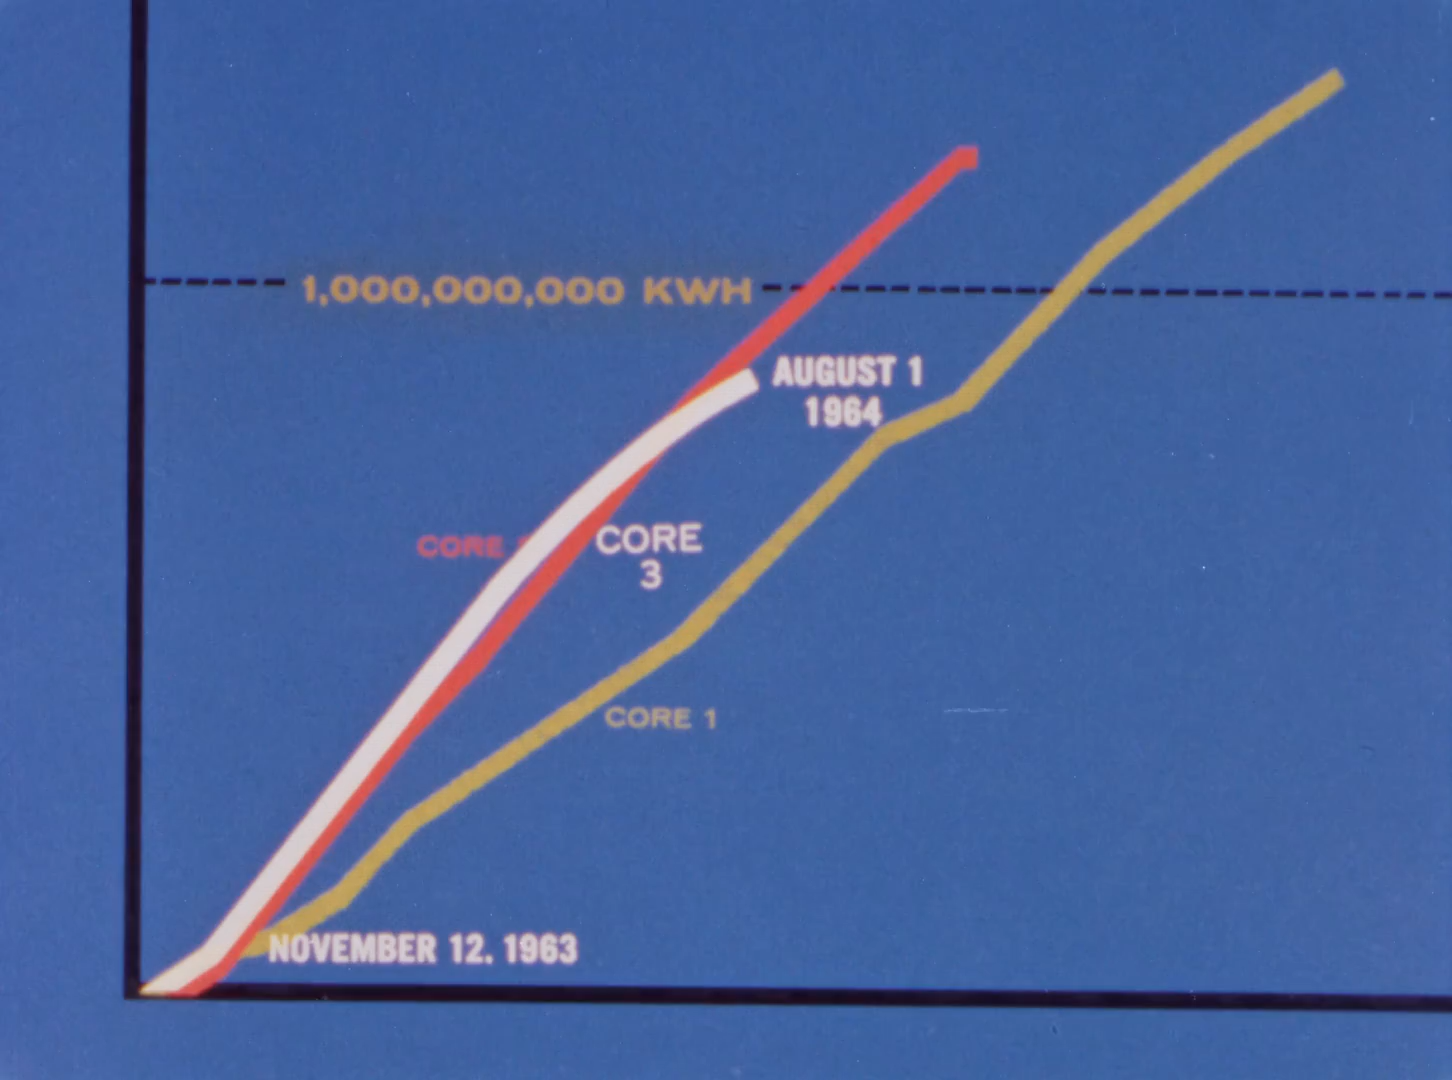 1,000,000,000 KWH
AUGUST 1
1964
CORE
CORE
3
CORE 1
NOVEMBER 12. 1963